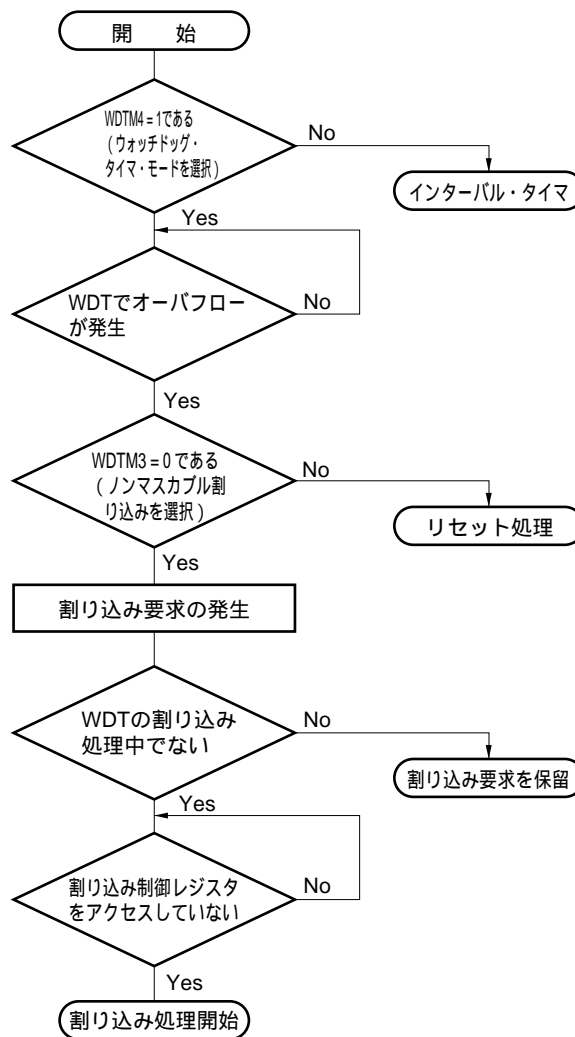 開　始
WDTM4 = 1である
(ウォッチドッグ・
タイマ・モードを選択)
No
インターバル・タイマ
Yes
WDTでオーバフロー
が発生
No
Yes
WDTM3 = 0 である
(ノンマスカブル割
り込みを選択)
No
リセット処理
Yes
割り込み要求の発生
WDTの割り込み
処理中でない
No
割り込み要求を保留
Yes
割り込み制御レジスタ
をアクセスしていない
No
Yes
割り込み処理開始